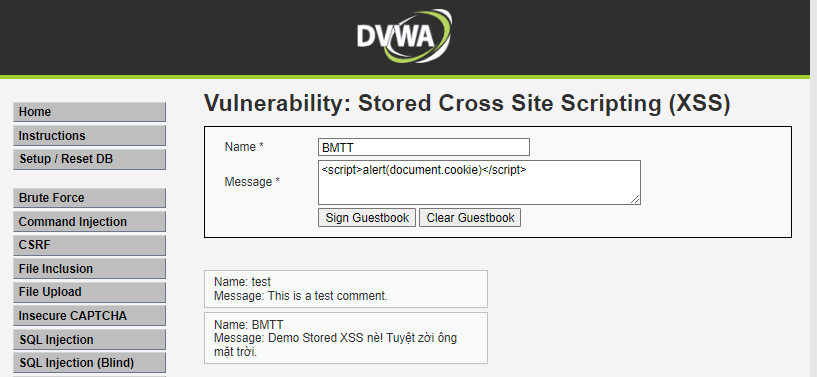 DVWA
Vulnerability: Stored Cross Site Scripting (XSS)
Home
Instructions
Setup / Reset DB
Brute Force
Command Injection
CSRF
File Inclusion
File Upload
Insecure CAPTCHA
SQL Injection
SQL Injection (Blind)
Name *
BMTT
Message *
<script>alert(document.cookie)</script>
Sign Guestbook Clear Guestbook
Name: test
Message: This is a test comment.
Name: BMTT
Message: Demo Stored XSS nè! Tuyệt zời ông
mặt trời.